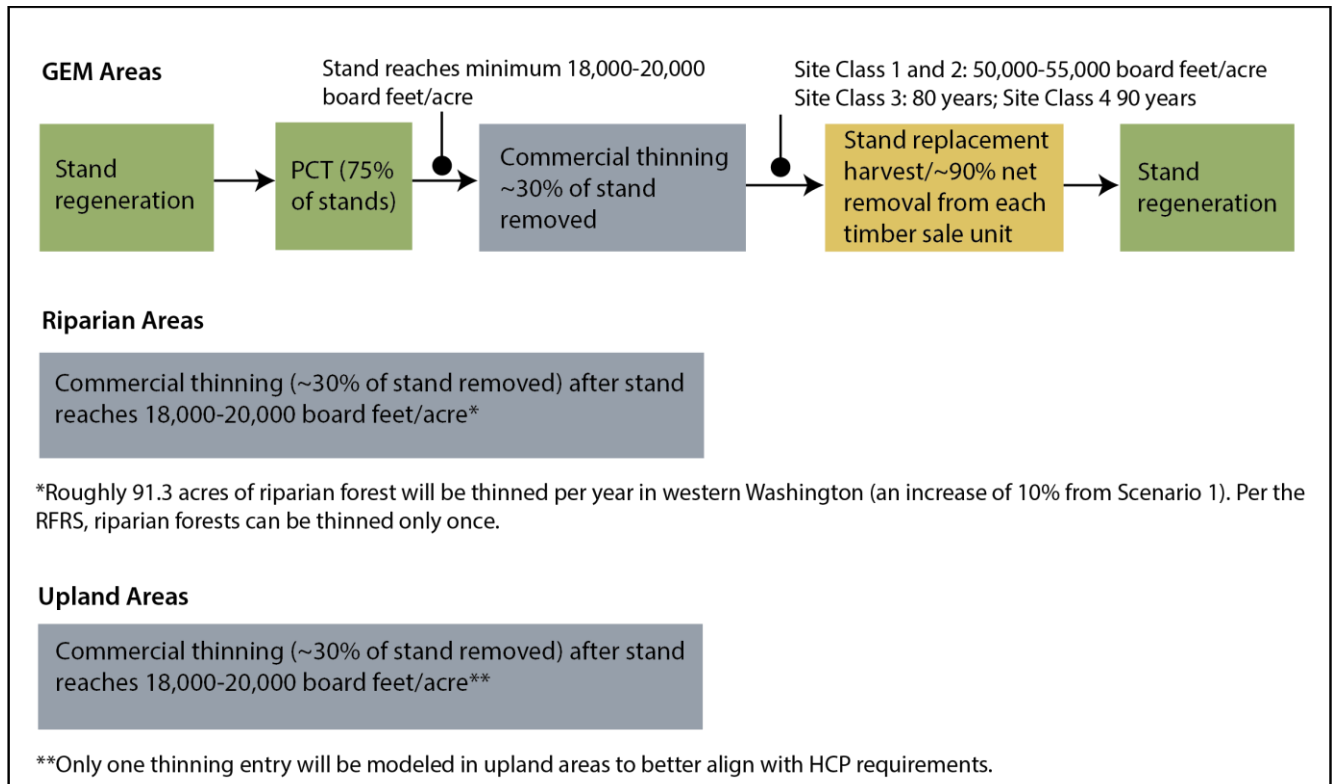 GEM Areas
Stand reaches minimum 18,000-20,000
board feet/acre
Site Class 1 and 2: 50,000-55,000 board feet/acre
Site Class 3: 80 years; Site Class 4 90 years
Stand
regeneration
PCT (75%
of stands)
Commercial thinning
~30% of stand
removed
Stand replacement
harvest/~90% net
removal from each
timber sale unit
Stand
regeneration
Riparian Areas
Commercial thinning (~30% of stand removed) after stand
reaches 18,000-20,000 board feet/acre*
*Roughly 91.3 acres of riparian forest will be thinned per year in western Washington (an increase of 10% from Scenario 1). Per the
RFRS, riparian forests can be thinned only once.
Upland Areas
Commercial thinning (~30% of stand removed) after stand
reaches 18,000-20,000 board feet/acre**
**Only one thinning entry will be modeled in upland areas to better align with HCP requirements.